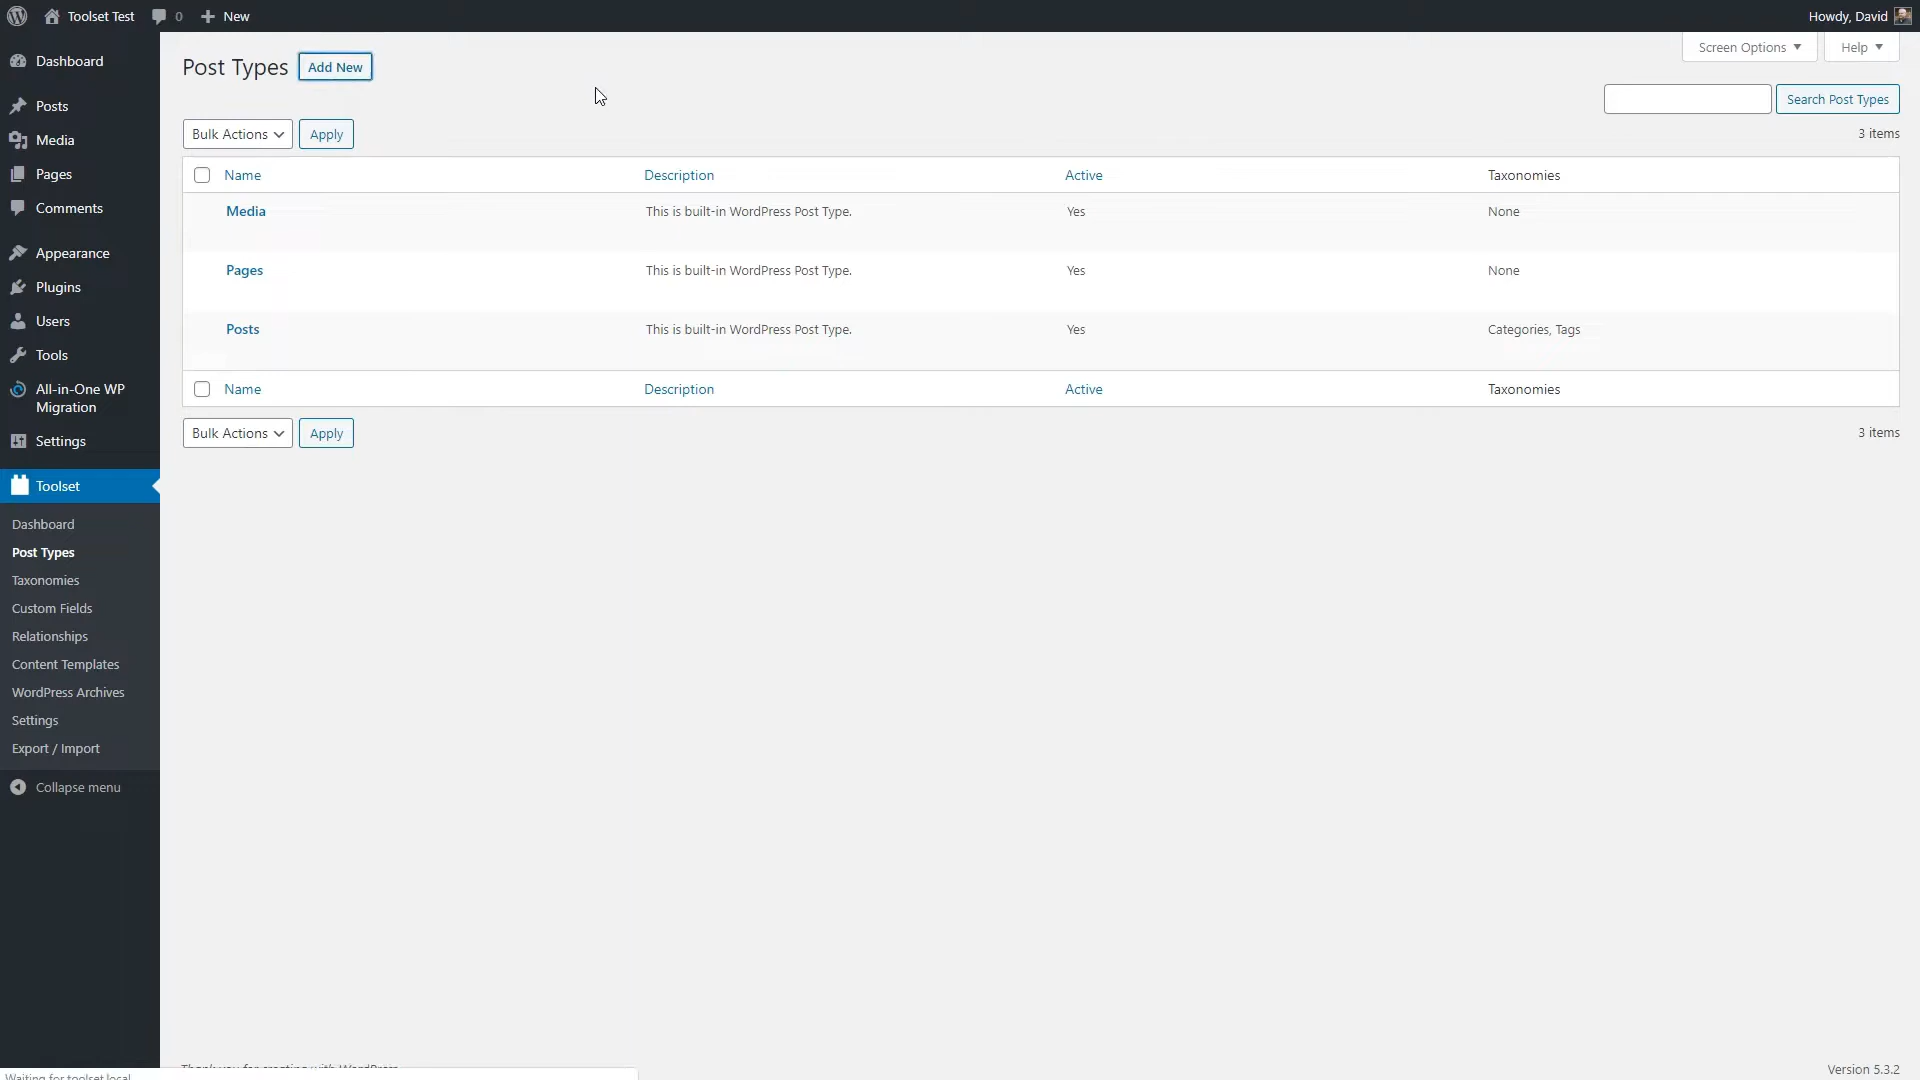 Toolset Test
0
New
Howdy, David
Dashboard
Posts
Media
Pages
Comments
Appearance
Plugins
Users
Tools
All-in-One WP
Migration
Settings
Toolset
Dashboard
Post Types
Taxonomies
Custom Fields
Relationships
Content Templates
WordPress Archives
Settings
Export / Import
Collapse menu
Screen Options
Help
Post Types
Add New
Search Post Types
Bulk Actions
Apply
3 items
Name Description Active Taxonomies
Media This is built-in WordPress Post Type. Yes None
Pages This is built-in WordPress Post Type. Yes None
Posts This is built-in WordPress Post Type. Yes Categories, Tags
Name Description Active Taxonomies
Bulk Actions
Apply
3 items
Thank you for creating with WordPress
Version 5.3.2
Waiting for toolset.local